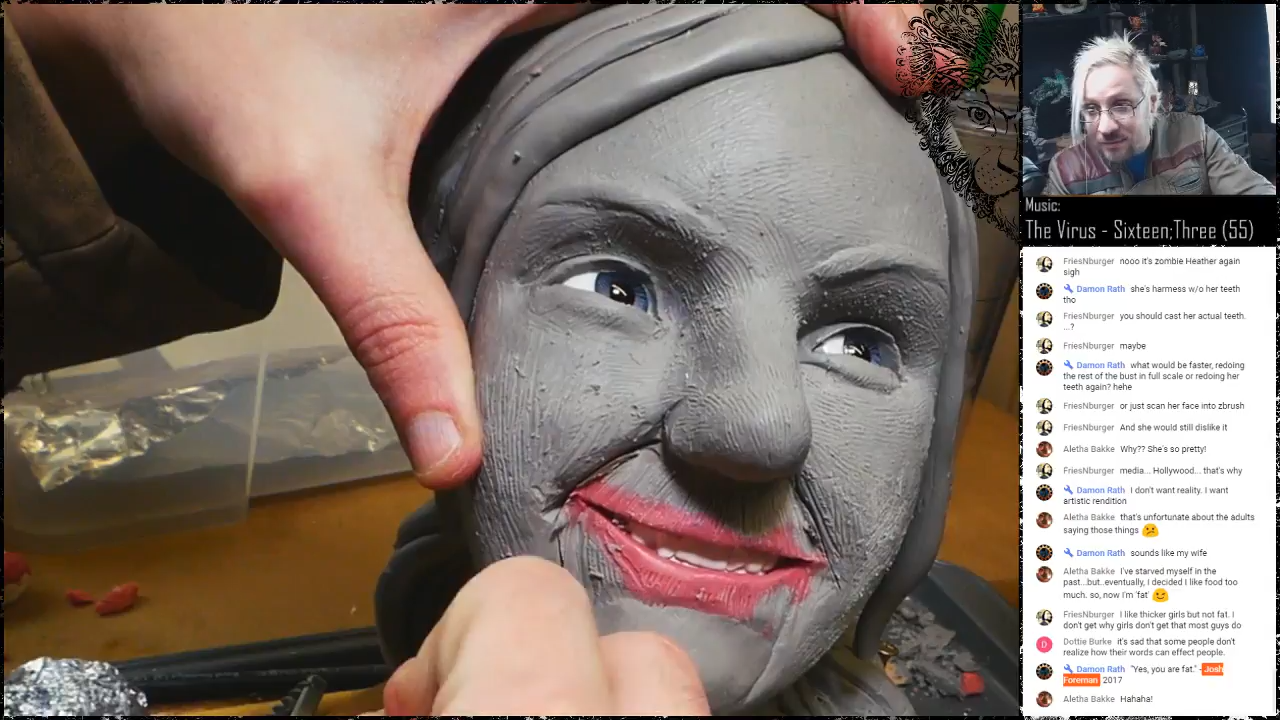 Music:
The Virus - Sixteen;Three (55)
FriesNburger nooo it's zombie Heather again
sigh
Damon Rath she's harness w/o her teeth
tho
FriesNburger you should cast her actual teeth.
...?
FriesNburger maybe
Damon Rath what would be faster, redoing
the rest of the bust in full scale or redoing her
teeth again? hehe
FriesNburger or just scan her face into zbrush
FriesNburger And she would still dislike it
Aletha Bakke Why?? She's so pretty!
FriesNburger media... Hollywood... that's why
Damon Rath I don't want reality. I want
artistic rendition
Aletha Bakke that's unfortunate about the adults
saying those things
Damon Rath sounds like my wife
Aletha Bakke I've starved myself in the
past...but..eventually, I decided I like food too
much. so, now I'm 'fat'
FriesNburger I like thicker girls but not fat. I
don't get why girls don't get that most guys do
D Dottie Burke it's sad that some people don't
realize how their words can effect people.
Damon Rath "Yes, you are fat." - Josh
Foreman 2017
Aletha Bakke Hahaha!